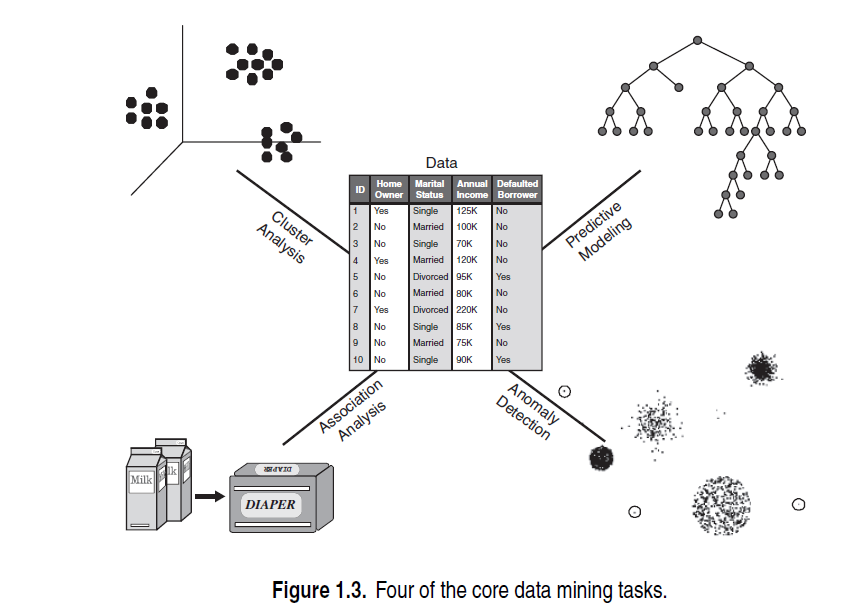 Data
ID Home Owner Marital Status Annual Income Defaulted Borrower
1 Yes Single 125K No
2 No Married 100K No
3 No Single 70K No
4 Yes Married 120K No
5 No Divorced 95K Yes
6 No Married 80K No
7 Yes Divorced 220K No
8 No Single 85K Yes
9 No Married 75K No
10 No Single 90K Yes
Cluster
Analysis
Predictive
Modeling
Association
Analysis
Anomaly
Detection
Milk
lk
DIAPER
DIAPER
Figure 1.3. Four of the core data mining tasks.